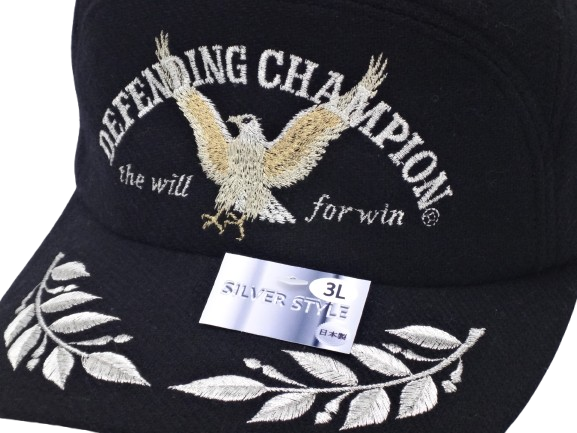 DEFENDING CHAMPION
the will for win
3L
SILVER STYLE
日本製